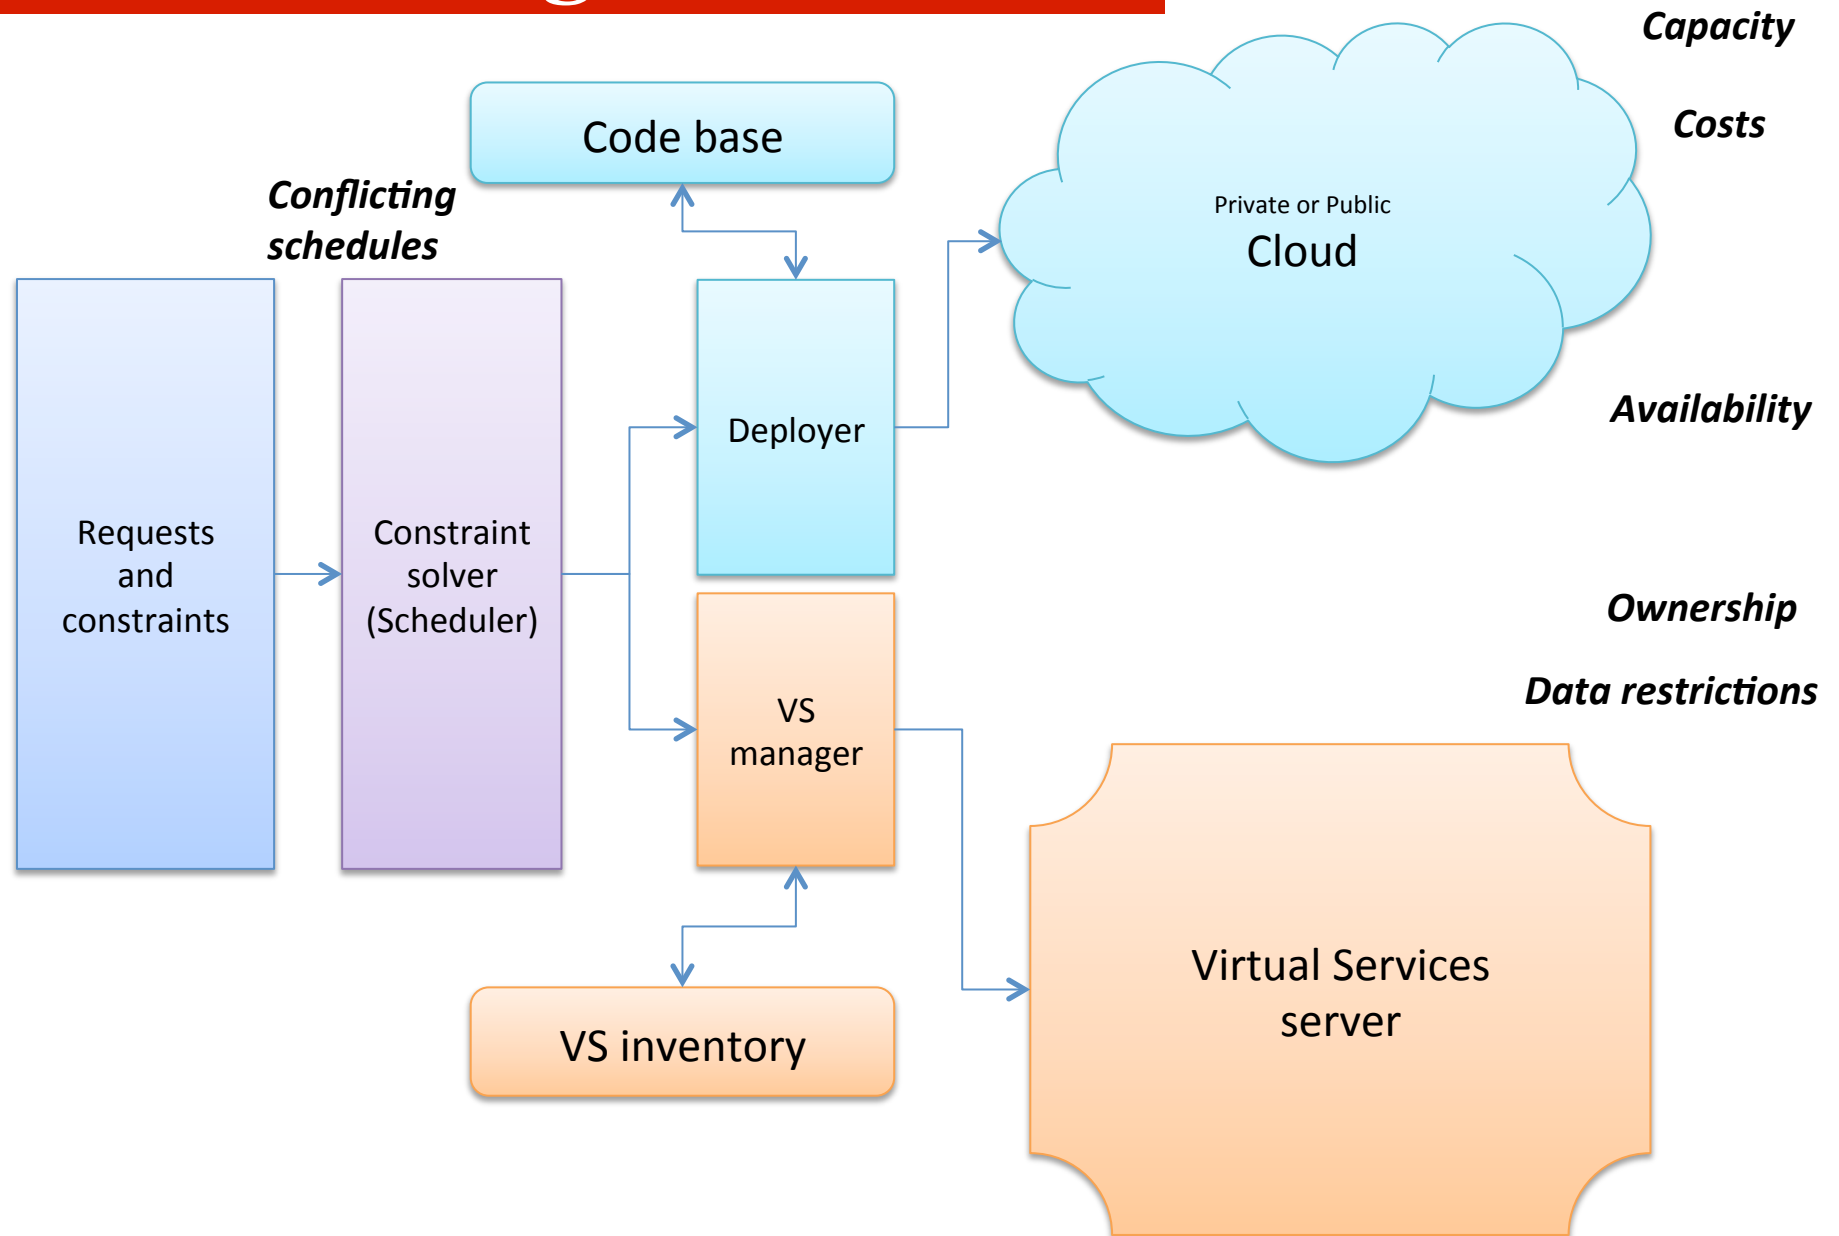 Capacity
Code base
Costs
Conflicting
schedules
Private or Public
Cloud
Deployer
Availability
Requests
and
constraints
Constraint
solver
(Scheduler)
Ownership
Data restrictions
VS
manager
Virtual Services
server
VS inventory